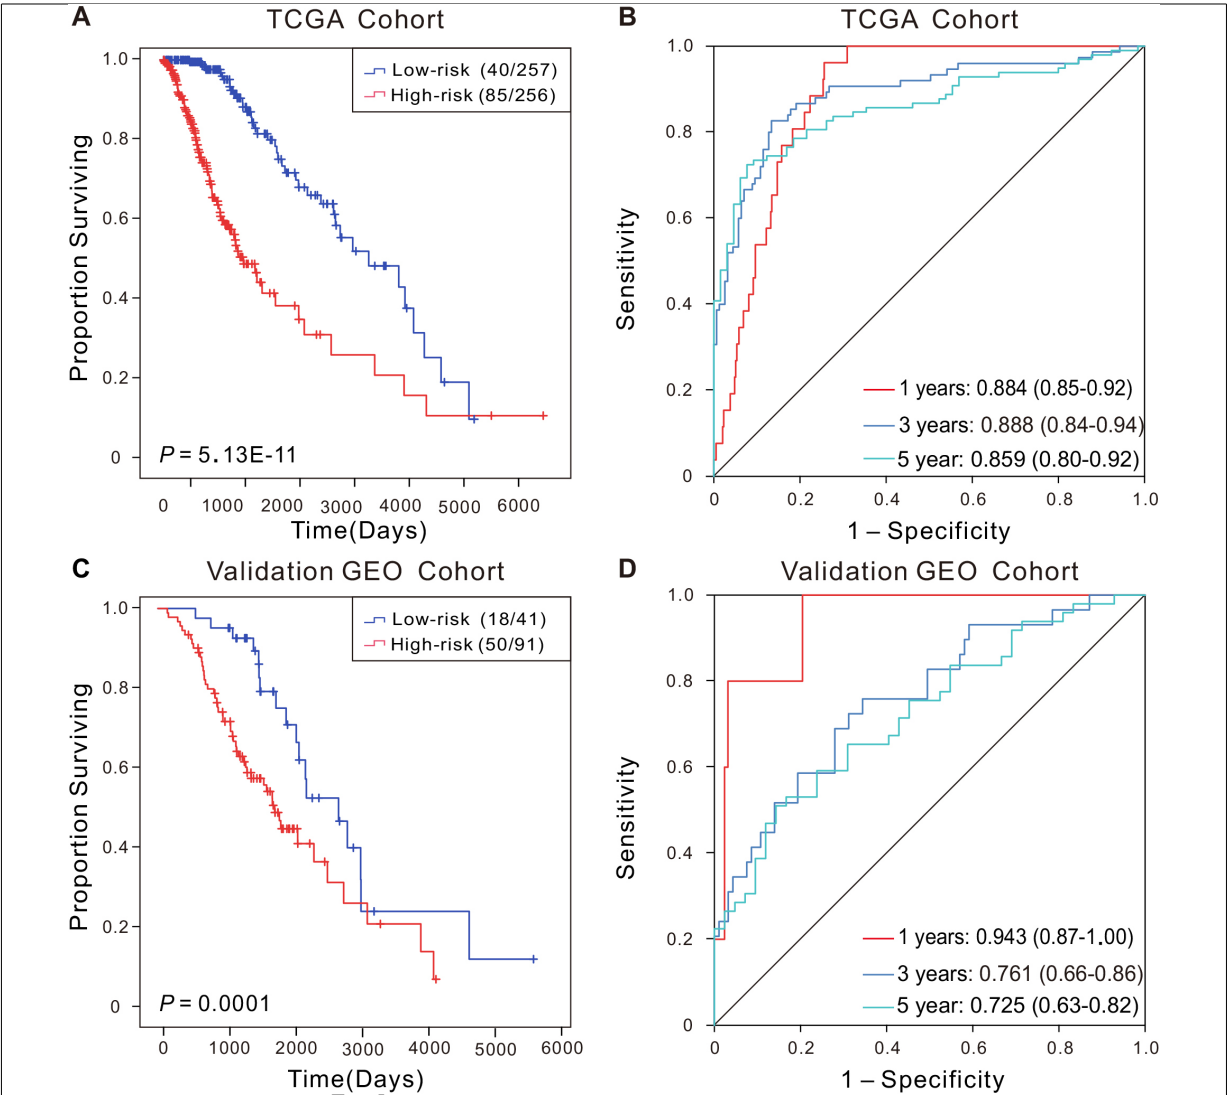 A
TCGA Cohort
1.0
0.8
0.6
0.4
0.2
0
Proportion Surviving
Low-risk (40/257)
High-risk (85/256)
P = 5.13E-11
0 1000 2000 3000 4000 5000 6000
Time(Days)
B
TCGA Cohort
1.0
0.8
0.6
0.4
0.2
0
Sensitivity
1 years: 0.884 (0.85-0.92)
3 years: 0.888 (0.84-0.94)
5 year: 0.859 (0.80-0.92)
0 0.2 0.4 0.6 0.8 1.0
1 – Specificity
C
Validation GEO Cohort
1.0
0.8
0.6
0.4
0.2
0
Proportion Surviving
Low-risk (18/41)
High-risk (50/91)
P = 0.0001
0 1000 2000 3000 4000 5000 6000
Time(Days)
D
Validation GEO Cohort
1.0
0.8
0.6
0.4
0.2
0
Sensitivity
1 years: 0.943 (0.87-1.00)
3 years: 0.761 (0.66-0.86)
5 year: 0.725 (0.63-0.82)
0 0.2 0.4 0.6 0.8 1.0
1 – Specificity